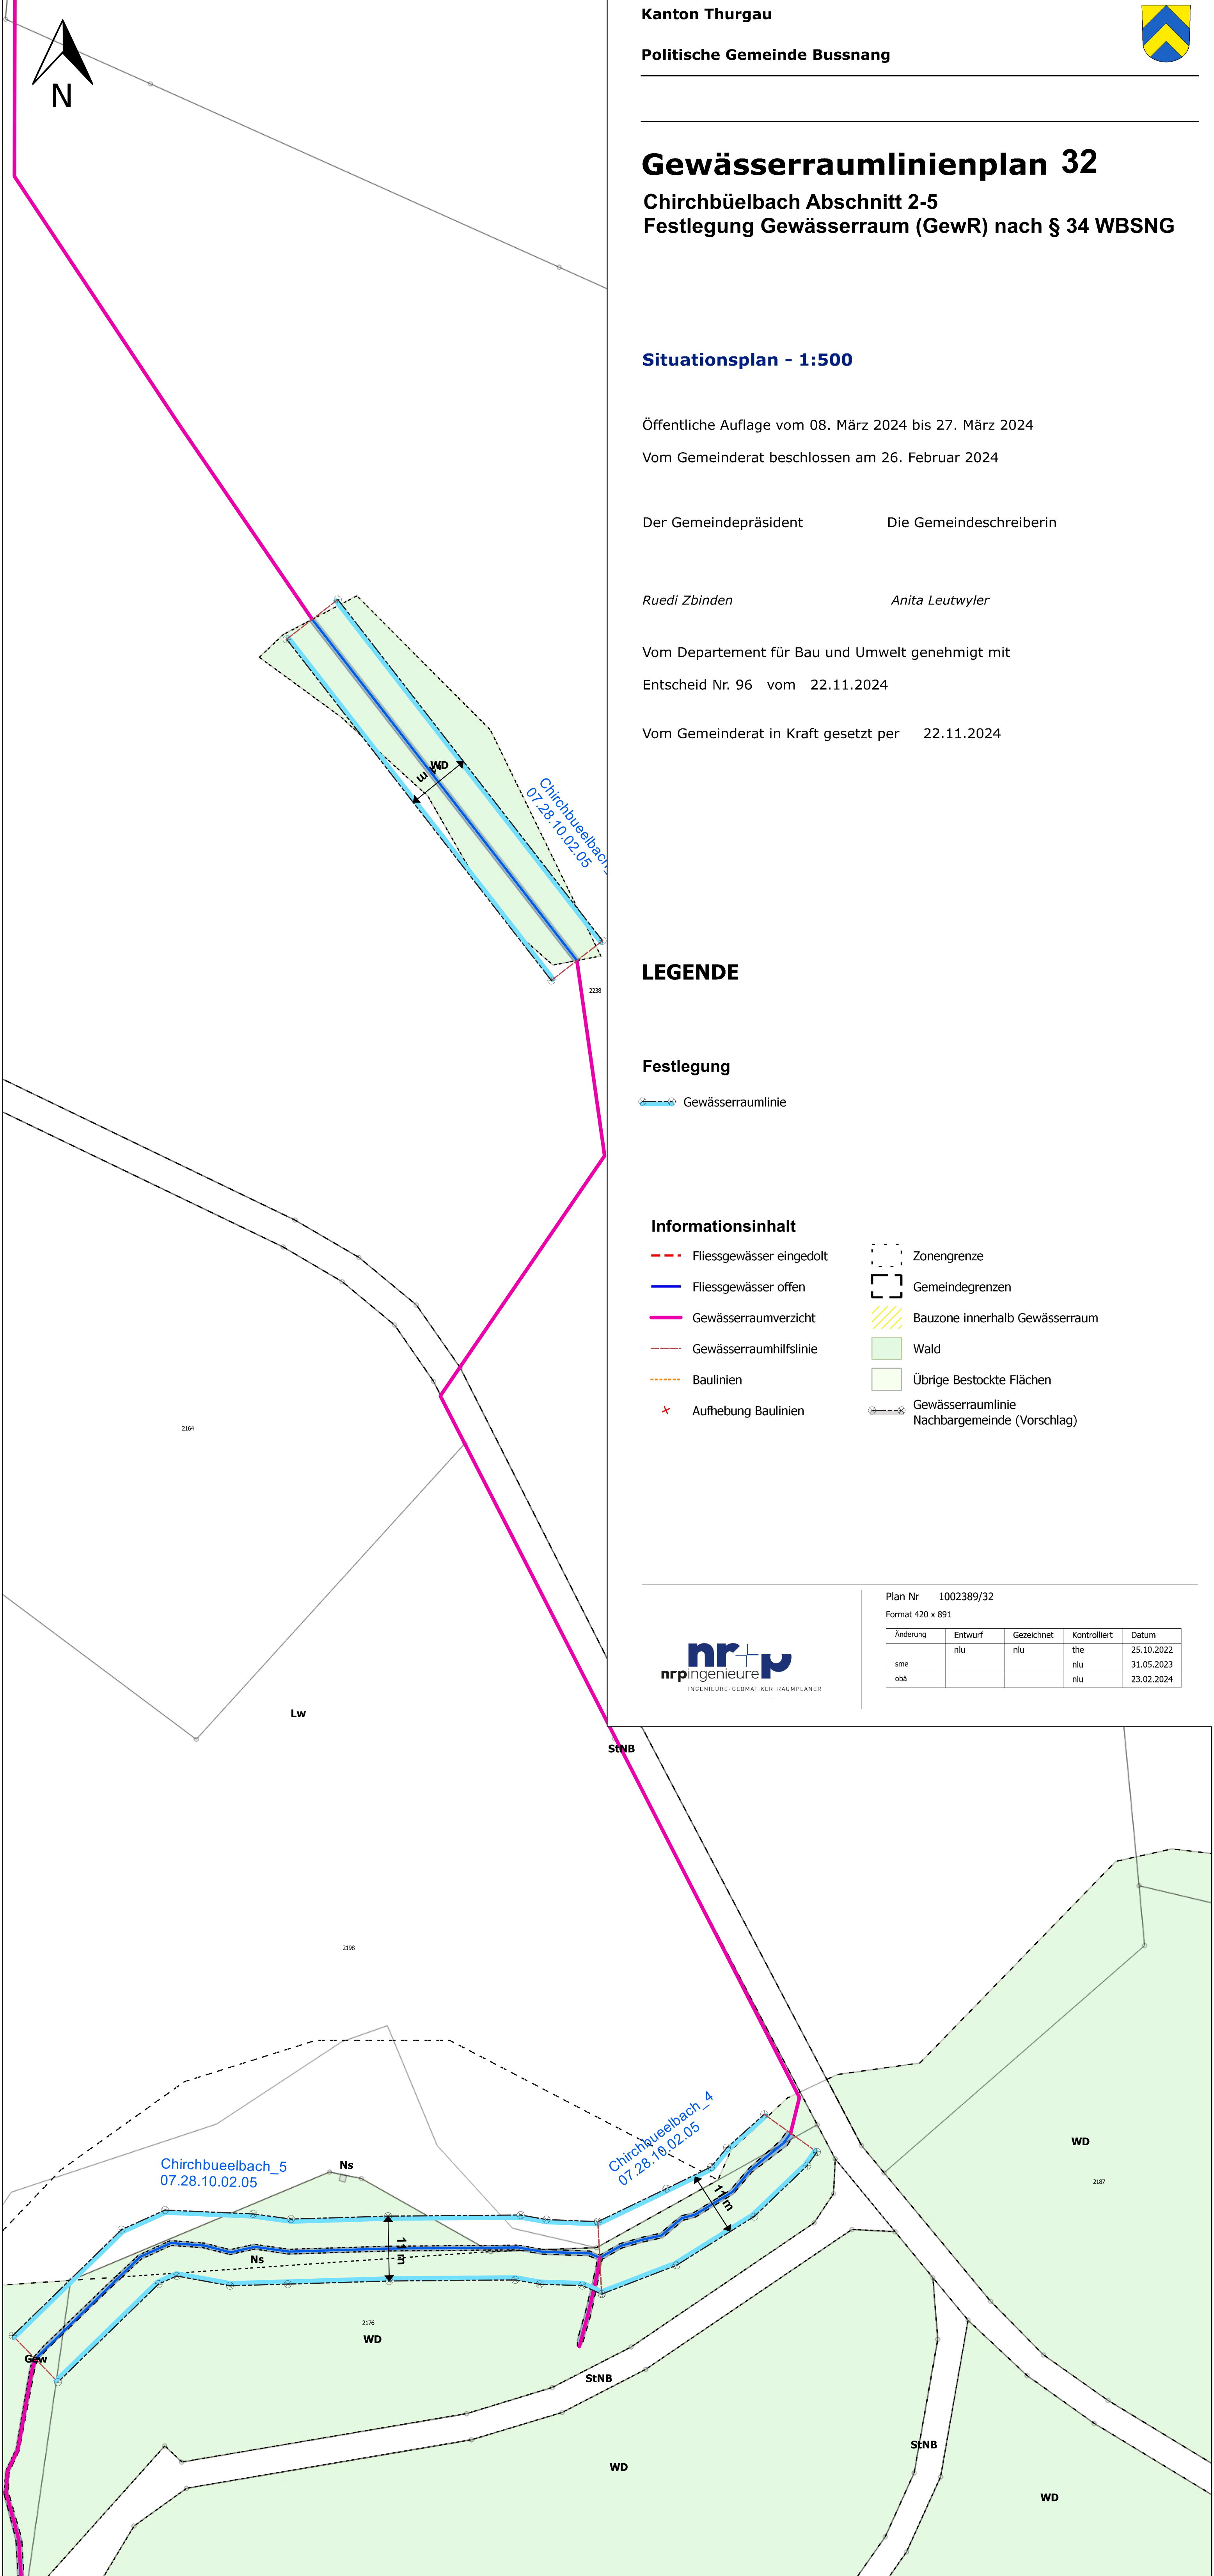 N
Kanton Thurgau
Politische Gemeinde Bussnang
Gewässerraumlinienplan 32
Chirchbüelbach Abschnitt 2-5
Festlegung Gewässerraum (GewR) nach § 34 WBSNG
Situationsplan - 1:500
Öffentliche Auflage vom 08. März 2024 bis 27. März 2024
Vom Gemeinderat beschlossen am 26. Februar 2024
Der Gemeindepräsident Die Gemeindeschreiberin
Ruedi Zbinden Anita Leutwyler
Vom Departement für Bau und Umwelt genehmigt mit
Entscheid Nr. 96 vom 22.11.2024
Vom Gemeinderat in Kraft gesetzt per 22.11.2024
LEGENDE
Festlegung
Gewässerraumlinie
Informationsinhalt
Fliessgewässer eingedolt
Fliessgewässer offen
Gewässerraumverzicht
Gewässerraumhilfslinie
Baulinien
Aufhebung Baulinien
Zonengrenze
Gemeindegrenzen
Bauzone innerhalb Gewässerraum
Wald
Übrige Bestockte Flächen
Gewässerraumlinie
Nachbargemeinde (Vorschlag)
nrp
nrpingenieure
INGENIEURE·GEOMATIKER·RAUMPLANER
Plan Nr 1002389/32
Format 420 x 891
Änderung Entwurf Gezeichnet Kontrolliert Datum
nlu nlu the 25.10.2022
sme nlu 31.05.2023
obä nlu 23.02.2024
WD
m
Chirchbueelbach_
07.28.10.02.05
2238
2164
Lw
StNB
2198
Chirchbueelbach_4
07.28.10.02.05
11 m
Chirchbueelbach_5
07.28.10.02.05
Ns
11 m
Ns
2176
WD
Gew
StNB
WD
2187
StNB
WD
WD